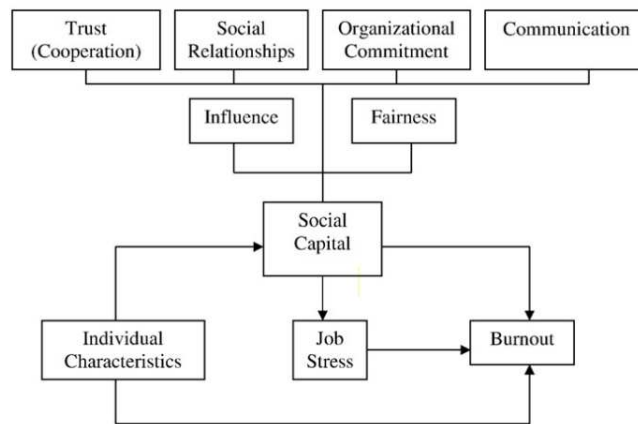 Trust
(Cooperation)
Social
Relationships
Organizational
Commitment
Communication
Influence
Fairness
Social
Capital
Individual
Characteristics
Job
Stress
Burnout